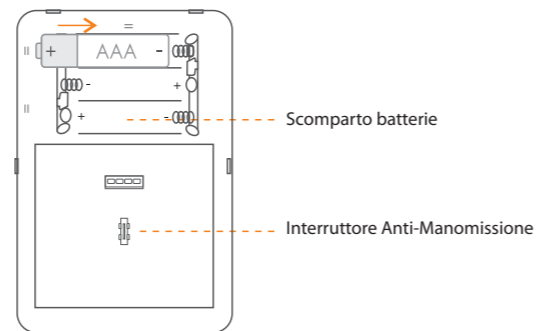 + AAA -
- +
+ -
Scomparto batterie
Interruttore Anti-Manomissione